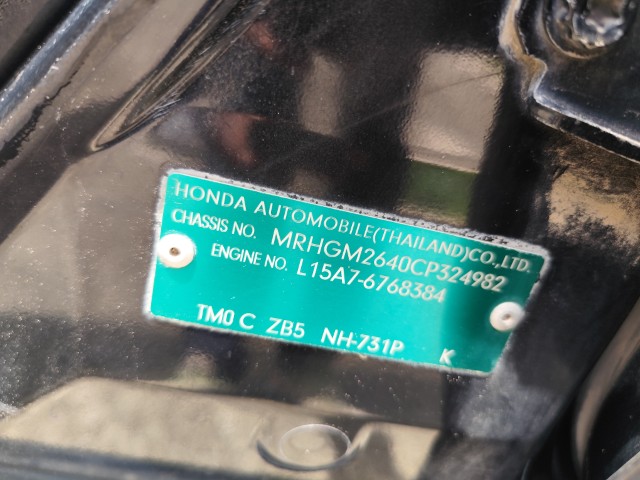 HONDA AUTOMOBILE(THAILAND)CO.,LTD.
CHASSIS NO. MRHGM2640CP324982
ENGINE NO. L15A7-6768384
TM0 C ZB5 NH-731P K